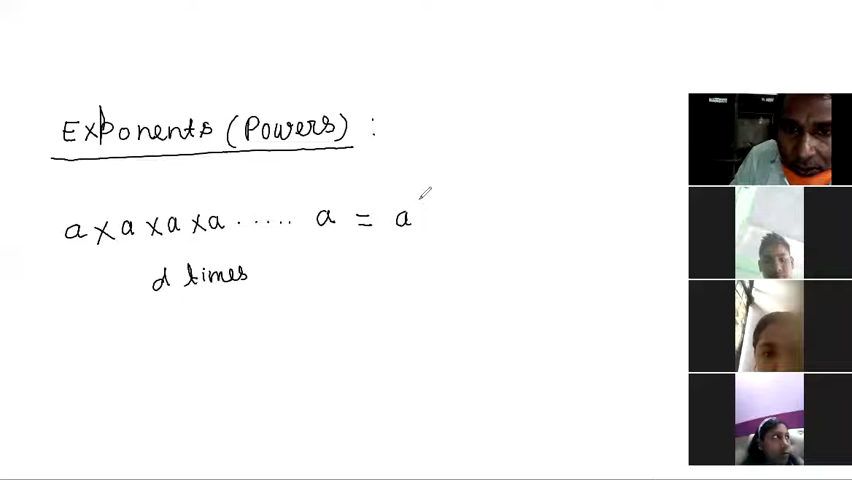 Exponents (Powers) :
a × a × a × a ..... a = a
d times